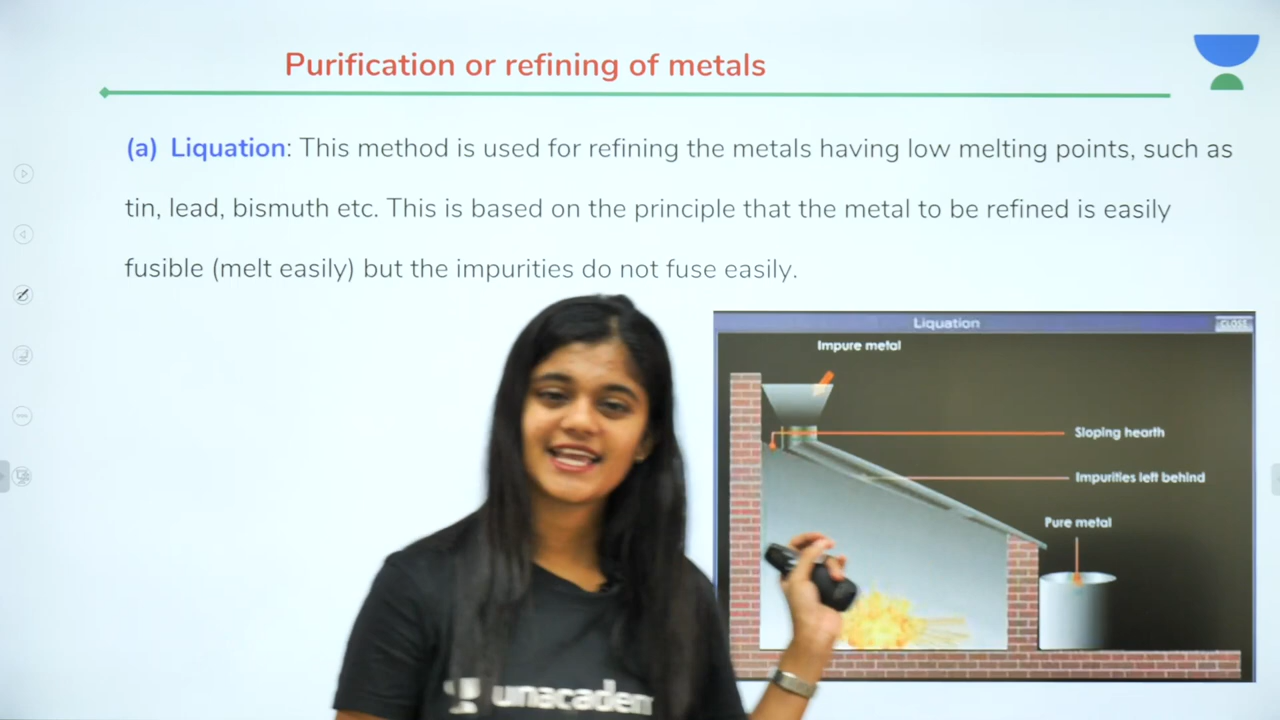 Purification or refining of metals
(a) Liquation: This method is used for refining the metals having low melting points, such as
tin, lead, bismuth etc. This is based on the principle that the metal to be refined is easily
fusible (melt easily) but the impurities do not fuse easily.
Liquation
CLOSE
Impure metal
Sloping hearth
Impurities left behind
Pure metal
unacadem